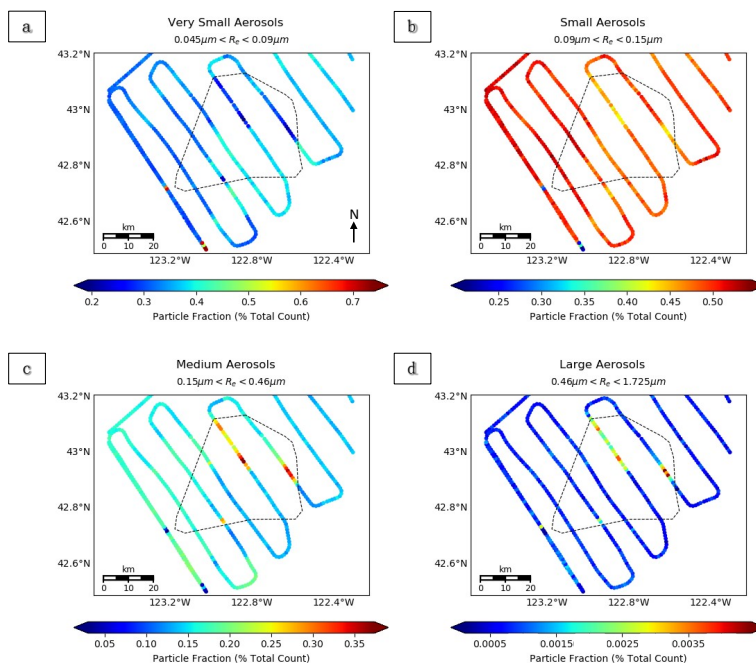 a
Very Small Aerosols
0.045μm < Rₑ < 0.09μm
43.2°N
43°N
42.8°N
42.6°N
km
0 10 20
N
123.2°W 122.8°W 122.4°W
0.2 0.3 0.4 0.5 0.6 0.7
Particle Fraction (% Total Count)
b
Small Aerosols
0.09μm < Rₑ < 0.15μm
43.2°N
43°N
42.8°N
42.6°N
km
0 10 20
123.2°W 122.8°W 122.4°W
0.25 0.30 0.35 0.40 0.45 0.50
Particle Fraction (% Total Count)
c
Medium Aerosols
0.15μm < Rₑ < 0.46μm
43.2°N
43°N
42.8°N
42.6°N
km
0 10 20
123.2°W 122.8°W 122.4°W
0.05 0.10 0.15 0.20 0.25 0.30 0.35
Particle Fraction (% Total Count)
d
Large Aerosols
0.46μm < Rₑ < 1.725μm
43.2°N
43°N
42.8°N
42.6°N
km
0 10 20
123.2°W 122.8°W 122.4°W
0.0005 0.0015 0.0025 0.0035
Particle Fraction (% Total Count)